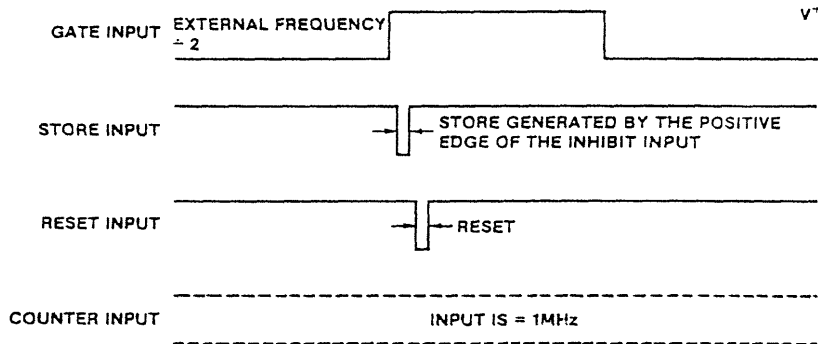 GATE INPUT
EXTERNAL FREQUENCY
÷ 2
V+
STORE INPUT
STORE GENERATED BY THE POSITIVE
EDGE OF THE INHIBIT INPUT
RESET INPUT
RESET
COUNTER INPUT
INPUT IS = 1MHz